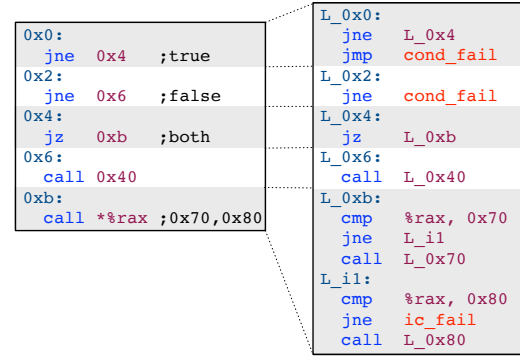 0x0:
jne 0x4 ;true
0x2:
jne 0x6 ;false
0x4:
jz 0xb ;both
0x6:
call 0x40
0xb:
call *%rax ;0x70,0x80
L_0x0:
jne L_0x4
jmp cond_fail
L_0x2:
jne cond_fail
L_0x4:
jz L_0xb
L_0x6:
call L_0x40
L_0xb:
cmp %rax, 0x70
jne L_i1
call L_0x70
L_i1:
cmp %rax, 0x80
jne ic_fail
call L_0x80